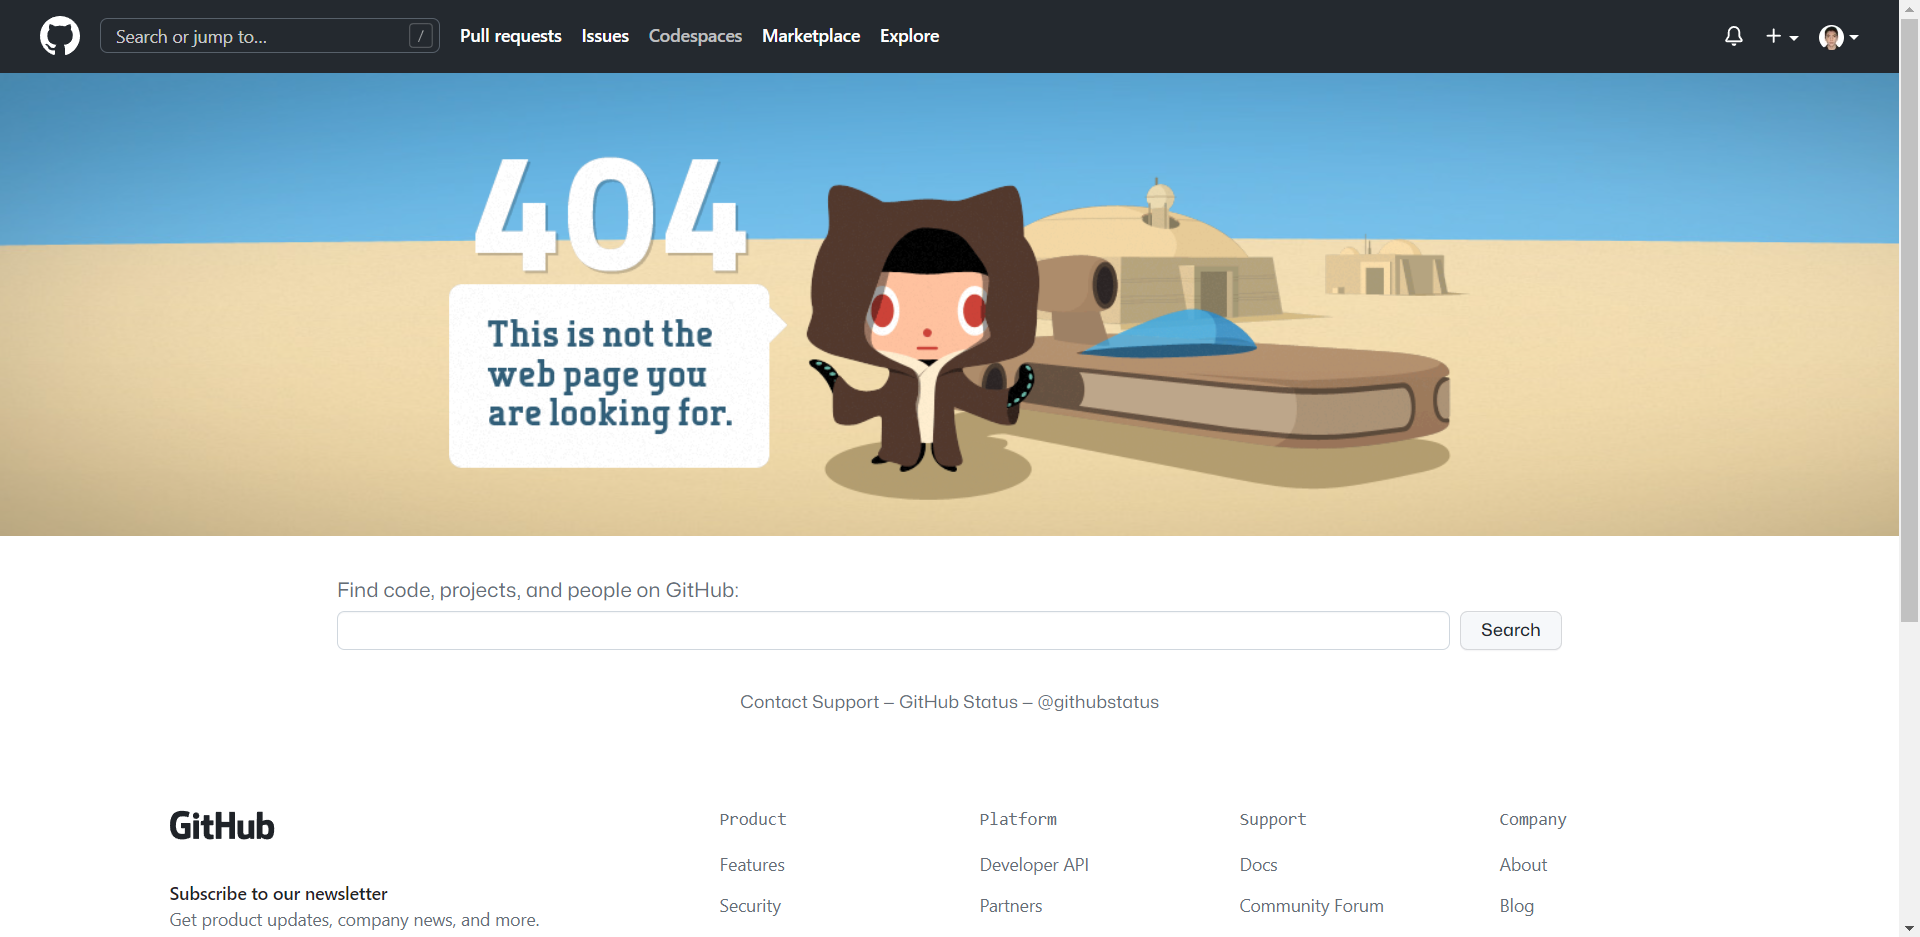 Search or jump to... /
Pull requests
Issues
Codespaces
Marketplace
Explore
404
This is not the
web page you
are looking for.
Find code, projects, and people on GitHub:
Search
Contact Support — GitHub Status — @githubstatus
GitHub
Subscribe to our newsletter
Get product updates, company news, and more.
Product
Features
Security
Platform
Developer API
Partners
Support
Docs
Community Forum
Company
About
Blog